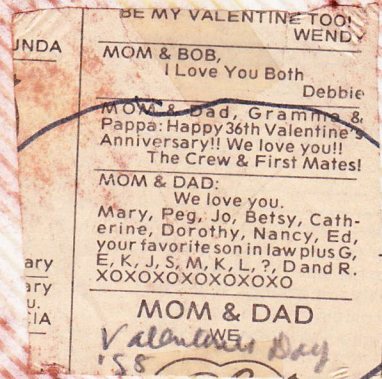 BE MY VALENTINE TOO!
WENDY
UNDA
MOM & BOB,
I Love You Both
Debbie
MOM & Dad, Gramma &
Pappa: Happy 36th Valentine's
Anniversary!! We love you!!
The Crew & First Mates!
MOM & DAD:
We love you.
Mary, Peg, Jo, Betsy, Cath-
erine, Dorothy, Nancy, Ed,
your favorite son in law plus G,
E, K, J, S, M, K, L, ?, D and R.
XOXOXOXOXOXOXO
ary
ary
u.
CIA
MOM & DAD
WE
Valentines Day
'88